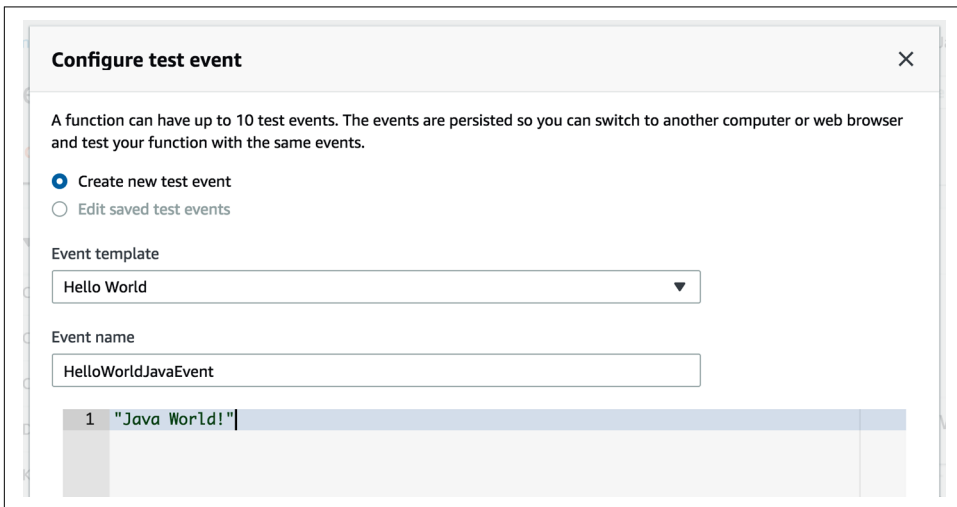 Configure test event
A function can have up to 10 test events. The events are persisted so you can switch to another computer or web browser
and test your function with the same events.
Create new test event
Edit saved test events
Event template
Hello World
Event name
HelloWorldJavaEvent
1 "Java World!"